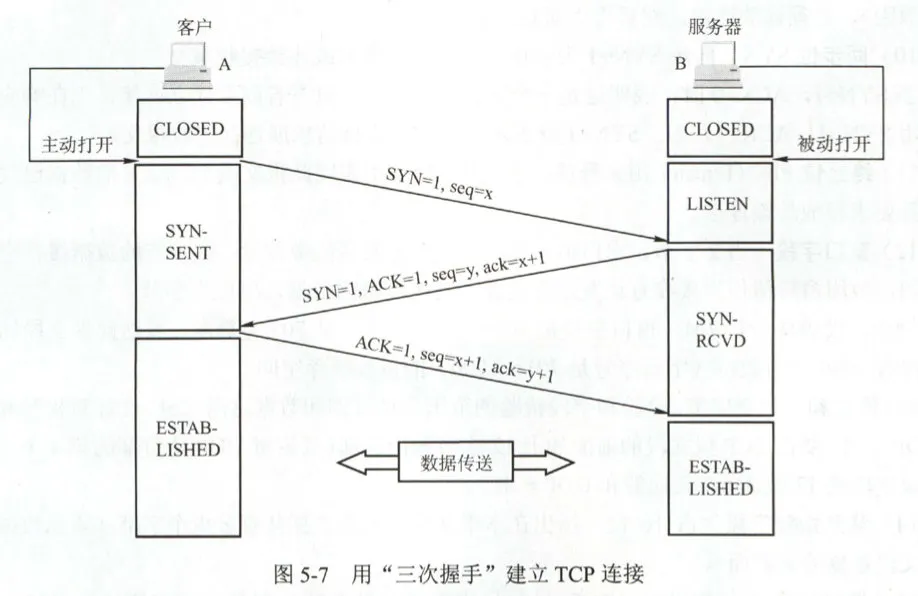 客户
服务器
A
B
CLOSED
CLOSED
主动打开
被动打开
SYN=1, seq=x
LISTEN
SYN-
SENT
SYN=1, ACK=1, seq=y, ack=x+1
SYN-
RCVD
ACK=1, seq=x+1, ack=y+1
ESTAB-
LISHED
数据传送
ESTAB-
LISHED
图 5-7 用“三次握手”建立 TCP 连接